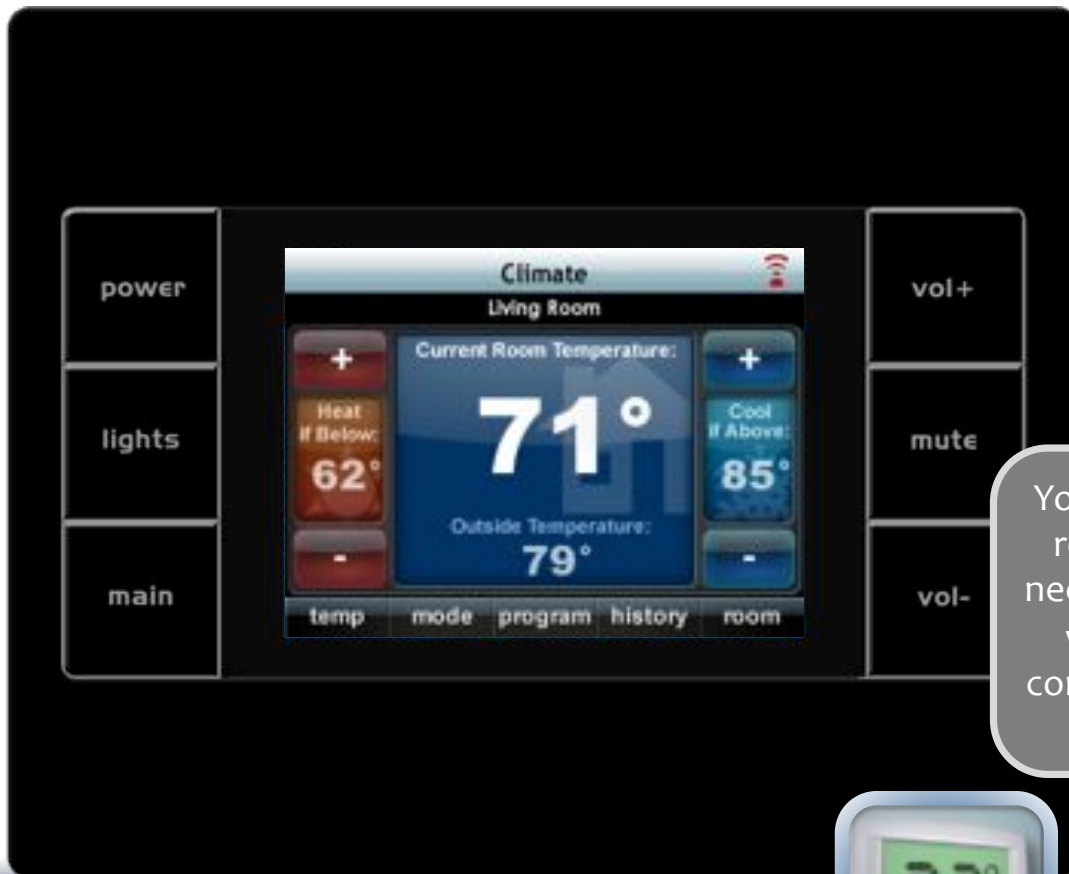 power
lights
main
Climate
Living Room
+
Heat
if Below:
62°
-
Current Room Temperature:
71°
Outside Temperature:
79°
+
Cool
if Above:
85°
-
temp mode program history room
vol+
mute
vol-